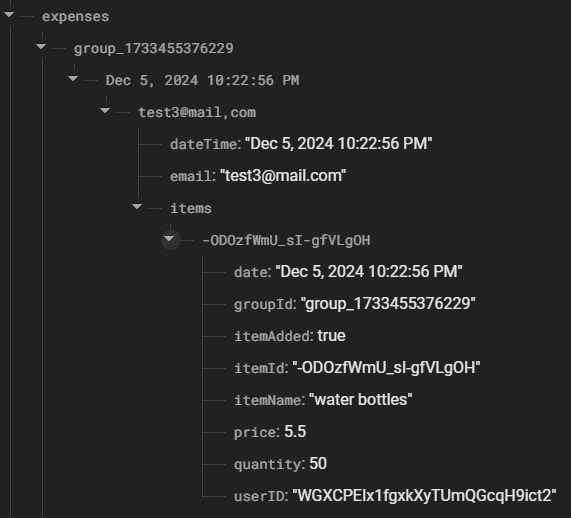 expenses
group_1733455376229
Dec 5, 2024 10:22:56 PM
test3@mail,com
dateTime: "Dec 5, 2024 10:22:56 PM"
email: "test3@mail.com"
items
-ODOzfWmU_sI-gfVLgOH
date: "Dec 5, 2024 10:22:56 PM"
groupId: "group_1733455376229"
itemAdded: true
itemId: "-ODOzfWmU_sI-gfVLgOH"
itemName: "water bottles"
price: 5.5
quantity: 50
userID: "WGXCPElx1fgxkXyTUmQGcqH9ict2"